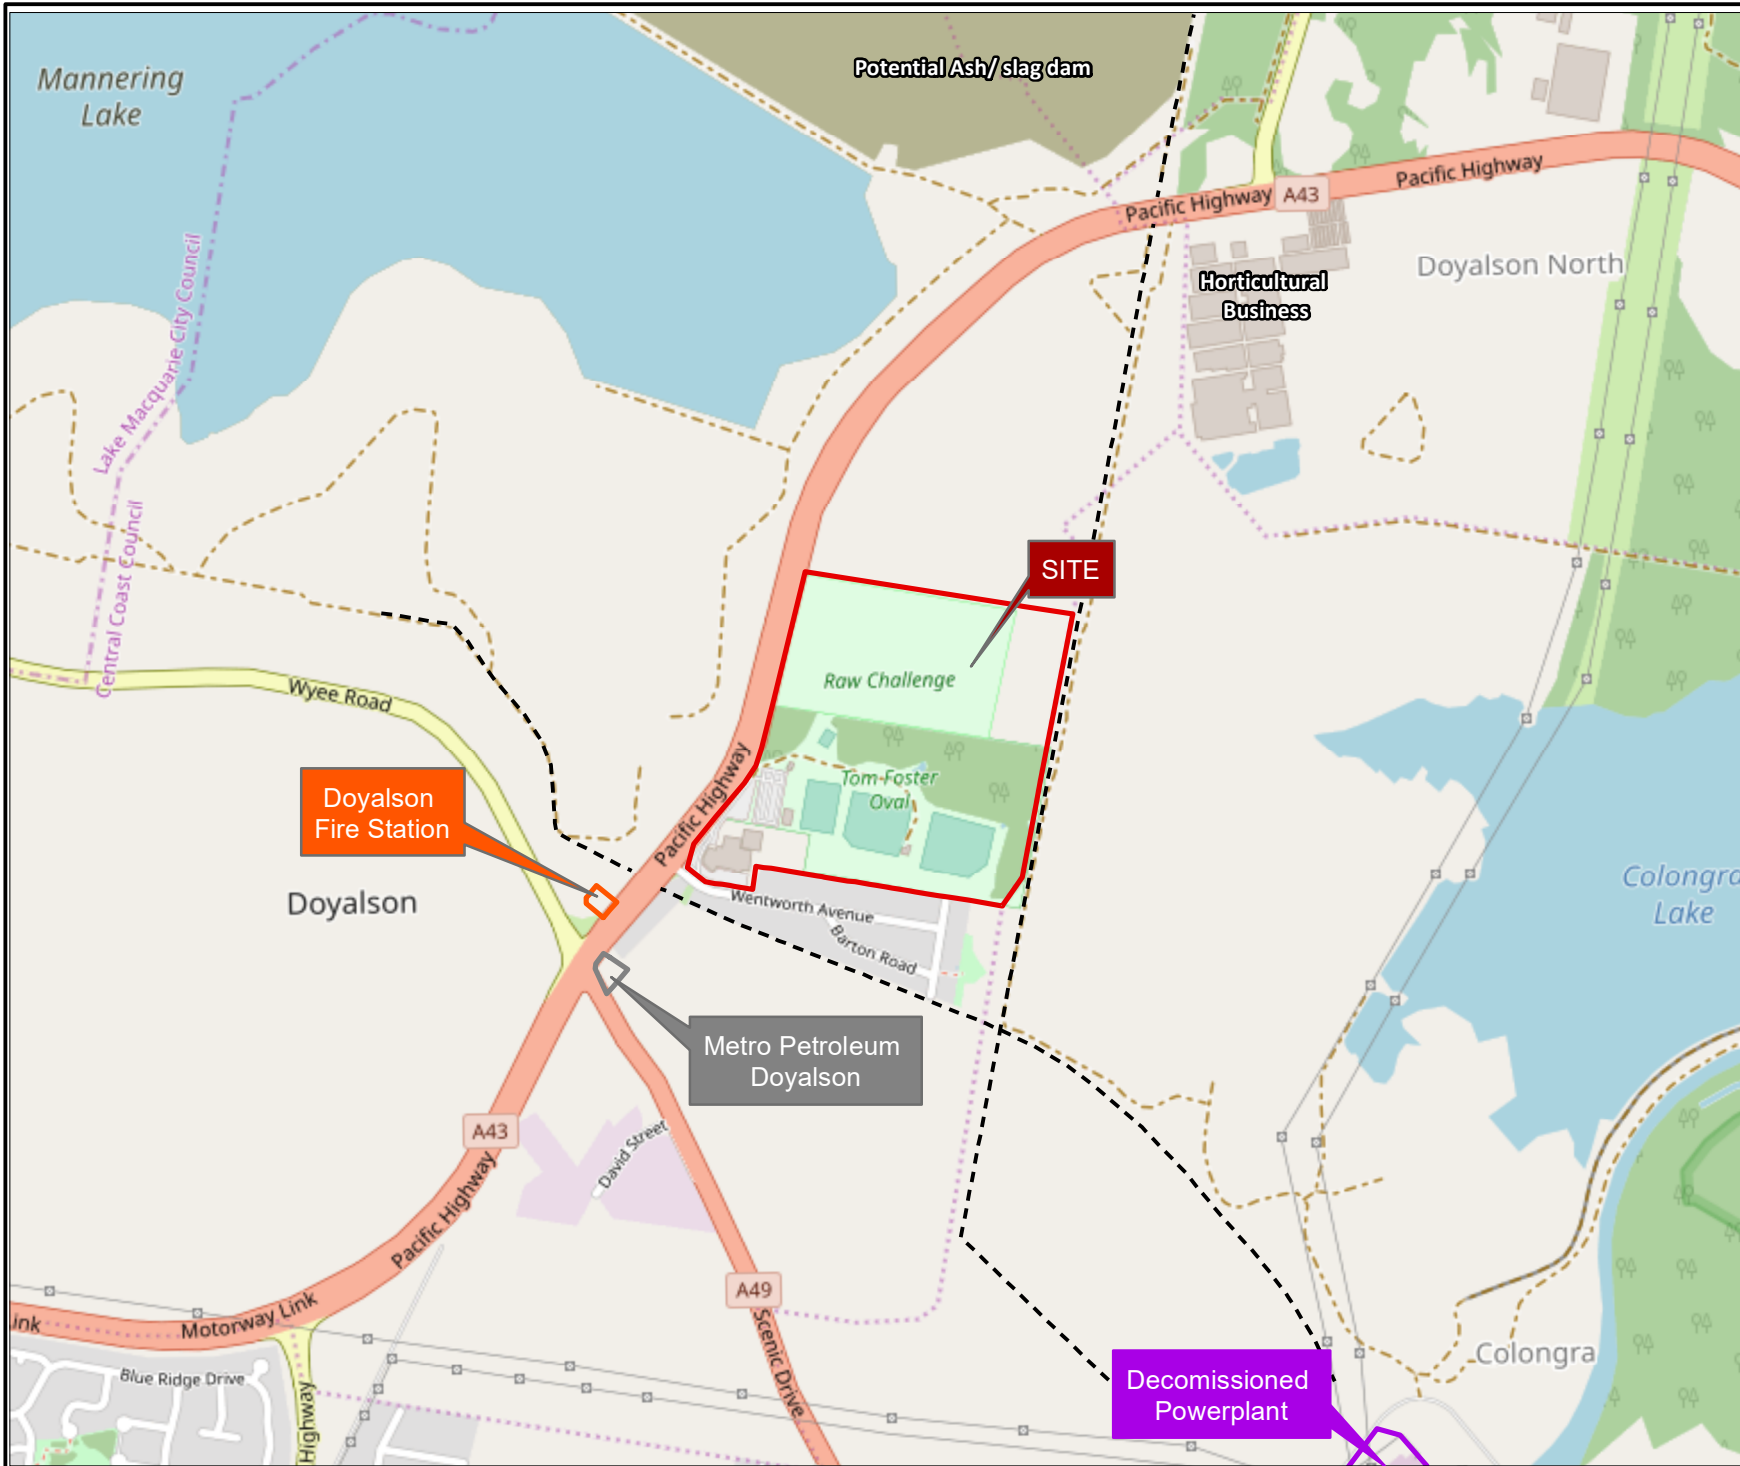 Mannering
Lake
Potential Ash/ slag dam
Pacific Highway
A43
Pacific Highway
Doyalson North
Horticultural
Business
Lake Macquarie City Council
Central Coast Council
SITE
Raw Challenge
Wyee Road
Pacific Highway
Tom Foster
Oval
Doyalson
Fire Station
Doyalson
Wentworth Avenue
Barton Road
Colongra
Lake
Metro Petroleum
Doyalson
A43
David Street
Pacific Highway
A49
Motorway Link
ink
Scenic Drive
Colongra
Blue Ridge Drive
Highway
Decomissioned
Powerplant